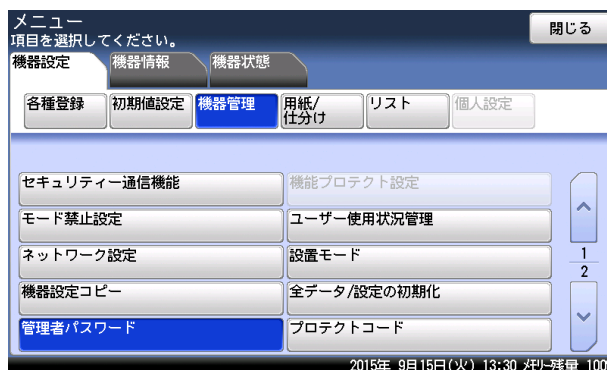 メニュー
項目を選択してください。
閉じる
機器設定 機器情報 機器状態
各種登録 初期値設定 機器管理 用紙/
仕分け リスト 個人設定
セキュリティー通信機能 機能プロテクト設定
モード禁止設定 ユーザー使用状況管理
ネットワーク設定 設置モード
1
2
機器設定コピー 全データ/設定の初期化
管理者パスワード プロテクトコード
2015年 9月15日(火) 13:30 メモリー残量 100